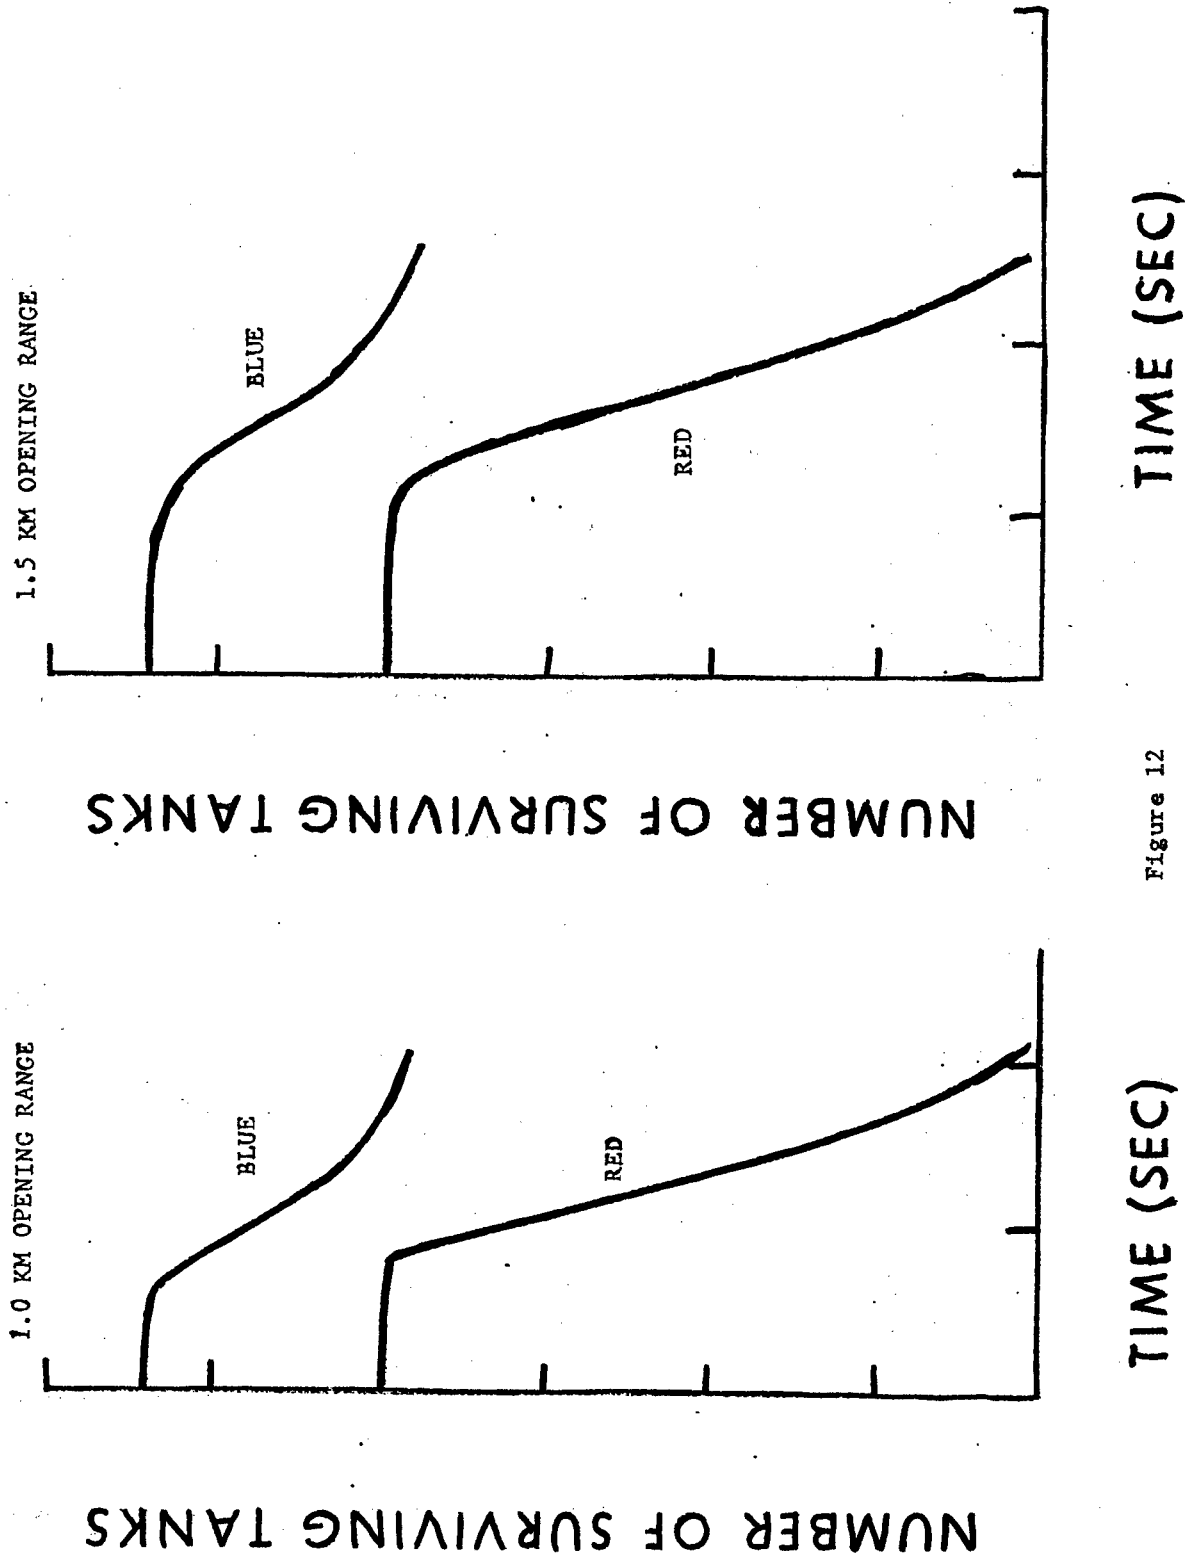 1.0 KM OPENING RANGE
NUMBER OF SURVIVING TANKS
BLUE
RED
TIME (SEC)
1.5 KM OPENING RANGE
NUMBER OF SURVIVING TANKS
BLUE
RED
TIME (SEC)
Figure 12